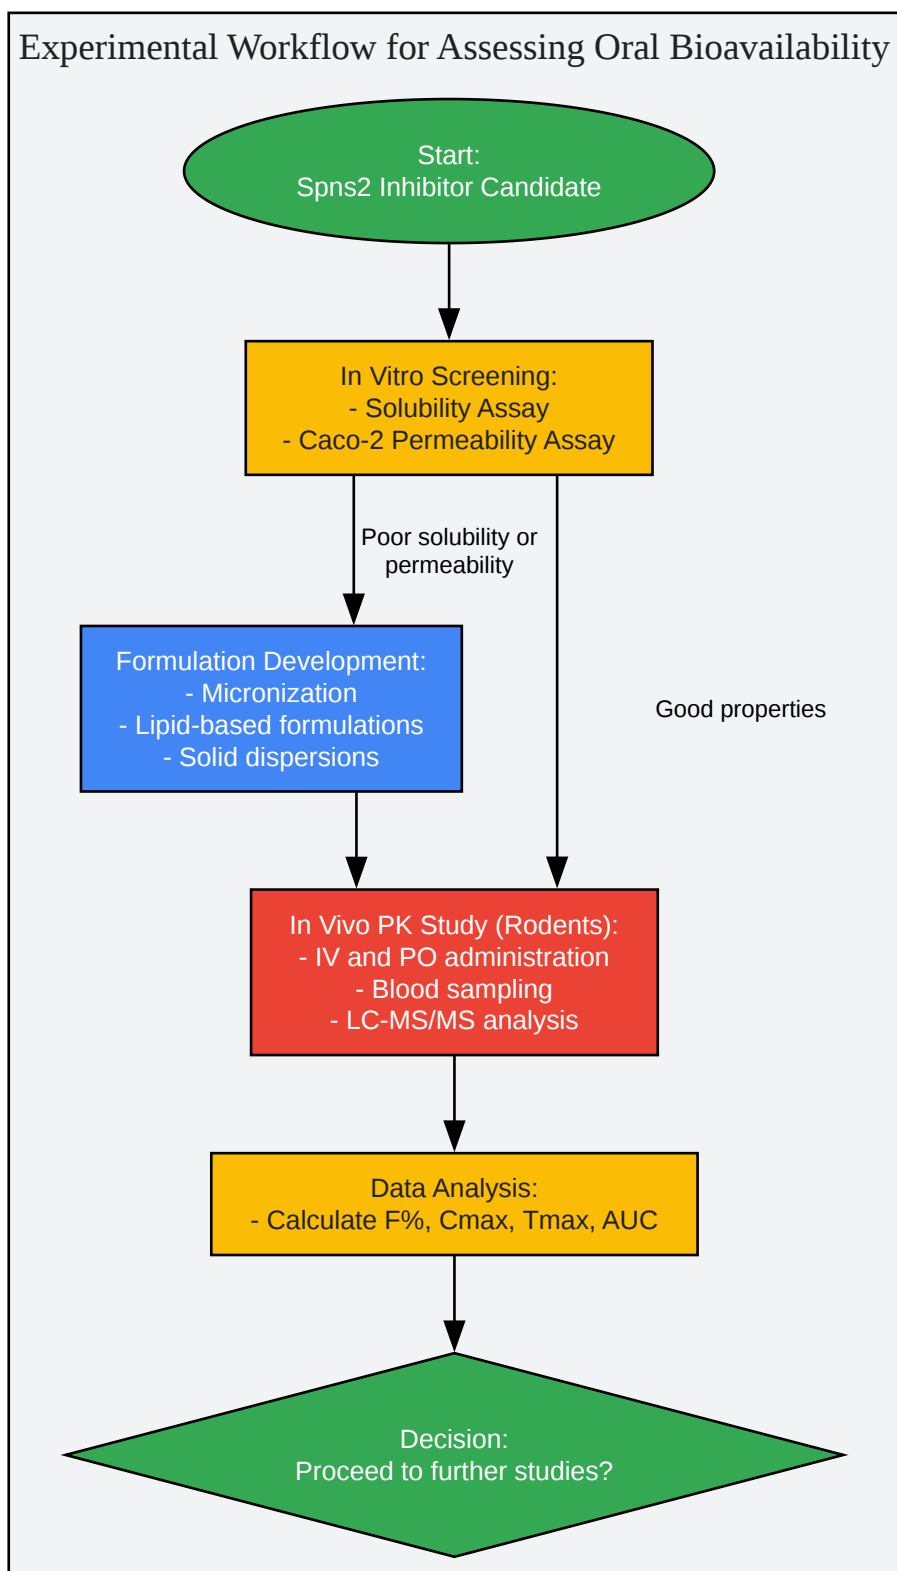 Experimental Workflow for Assessing Oral Bioavailability
Start:
Spns2 Inhibitor Candidate
In Vitro Screening:
- Solubility Assay
- Caco-2 Permeability Assay
Poor solubility or
permeability
Formulation Development:
- Micronization
- Lipid-based formulations
- Solid dispersions
Good properties
In Vivo PK Study (Rodents):
- IV and PO administration
- Blood sampling
- LC-MS/MS analysis
Data Analysis:
- Calculate F%, Cmax, Tmax, AUC
Decision:
Proceed to further studies?